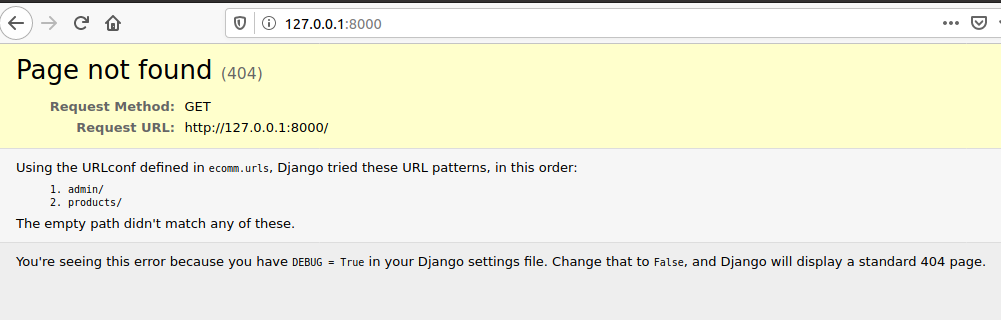 127.0.0.1:8000
Page not found (404)
Request Method: GET
Request URL: http://127.0.0.1:8000/
Using the URLconf defined in ecomm.urls, Django tried these URL patterns, in this order:
1. admin/
2. products/
The empty path didn't match any of these.
You're seeing this error because you have DEBUG = True in your Django settings file. Change that to False, and Django will display a standard 404 page.